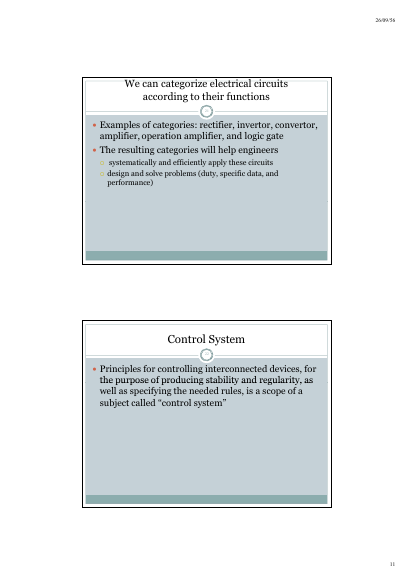 26/09/56
We can categorize electrical circuits
according to their functions
Examples of categories: rectifier, invertor, convertor,
amplifier, operation amplifier, and logic gate
The resulting categories will help engineers
systematically and efficiently apply these circuits
design and solve problems (duty, specific data, and
performance)
Control System
Principles for controlling interconnected devices, for
the purpose of producing stability and regularity, as
well as specifying the needed rules, is a scope of a
subject called “control system”
11